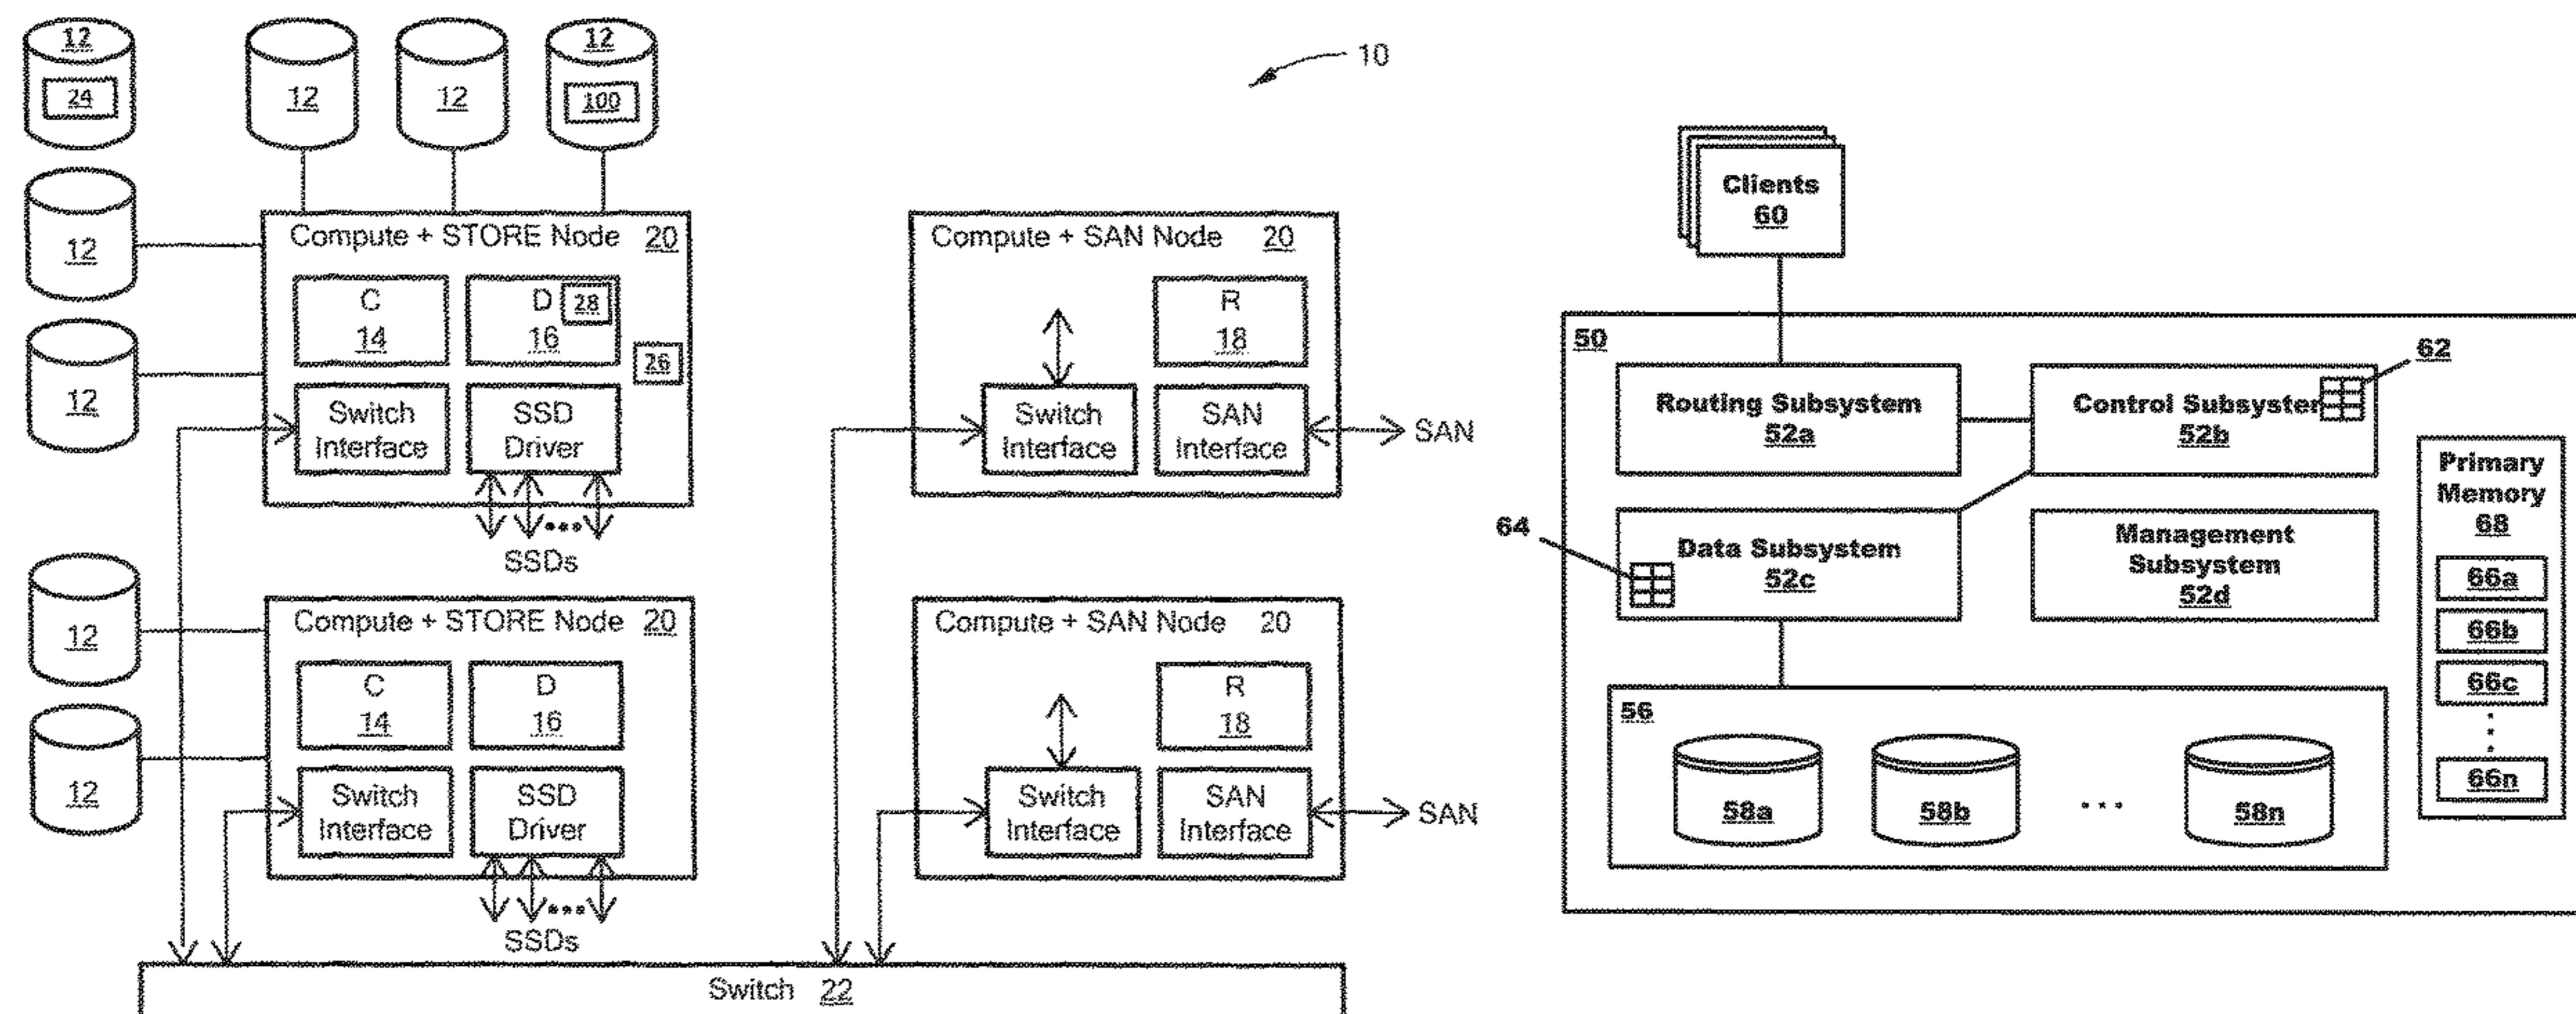 12
24
12
12
12
100
10
12
12
Compute + STORE Node 20
C
14
D
28
16
26
Switch
Interface
SSD
Driver
SSDs
Compute + SAN Node 20
R
18
Switch
Interface
SAN
Interface
SAN
12
12
Compute + STORE Node 20
C
14
D
16
Switch
Interface
SSD
Driver
SSDs
Compute + SAN Node 20
R
18
Switch
Interface
SAN
Interface
SAN
Switch 22
Clients
60
50
Routing Subsystem
52a
62
Control Subsyster
52b
64
Data Subsystem
52c
Management
Subsystem
52d
Primary
Memory
68
66a
66b
66c
66n
56
58a
58b
...
58n